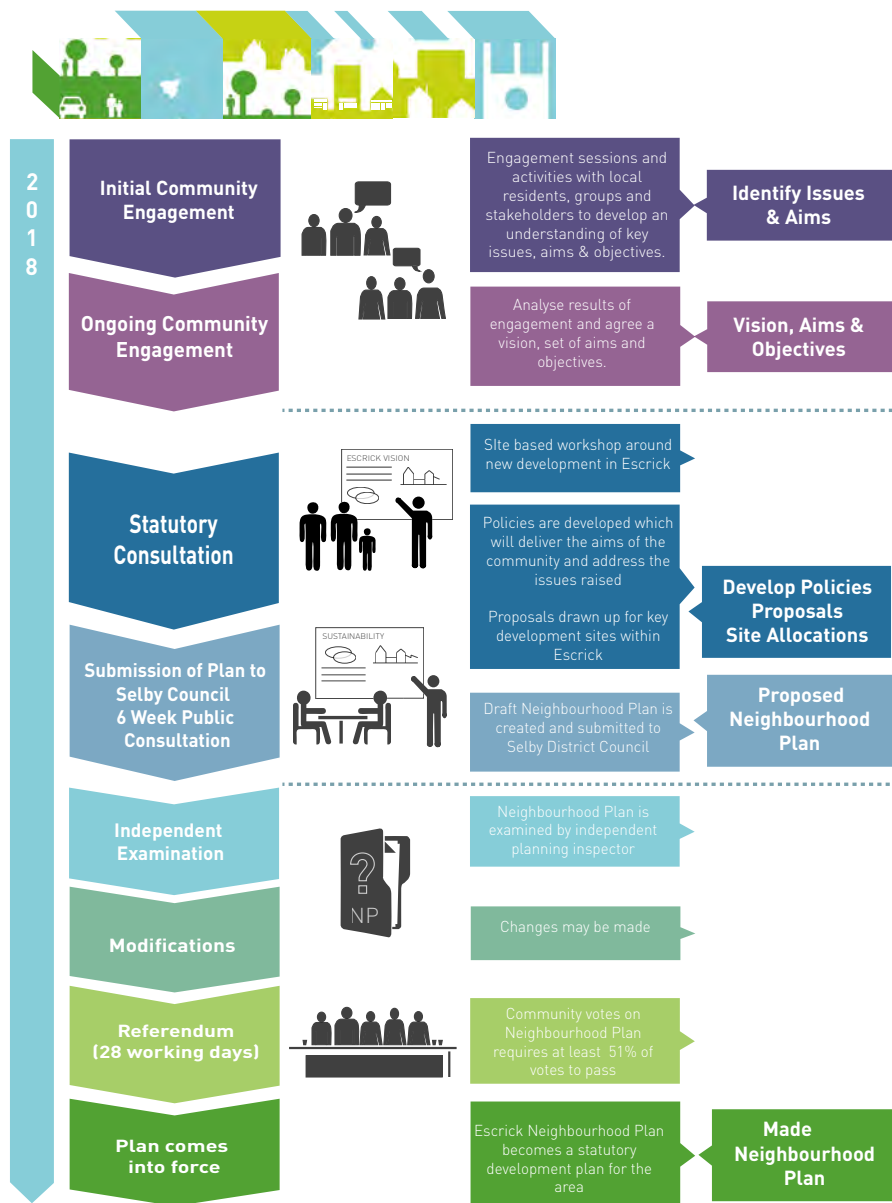 2
0
1
8
Initial Community
Engagement
Engagement sessions and
activities with local
residents, groups and
stakeholders to develop an
understanding of key
issues, aims & objectives.
Identify Issues
& Aims
Ongoing Community
Engagement
Analyse results of
engagement and agree a
vision, set of aims and
objectives.
Vision, Aims &
Objectives
Statutory
Consultation
ESCRICK VISION
SIte based workshop around
new development in Escrick
Policies are developed which
will deliver the aims of the
community and address the
issues raised
Proposals drawn up for key
development sites within
Escrick
Develop Policies
Proposals
Site Allocations
Submission of Plan to
Selby Council
6 Week Public
Consultation
SUSTAINABILITY
Draft Neighbourhood Plan is
created and submitted to
Selby District Council
Proposed
Neighbourhood
Plan
Independent
Examination
?
NP
Neighbourhood Plan is
examined by independent
planning inspector
Modifications
Changes may be made
Referendum
(28 working days)
Community votes on
Neighbourhood Plan
requires at least 51% of
votes to pass
Plan comes
into force
Escrick Neighbourhood Plan
becomes a statutory
development plan for the
area
Made
Neighbourhood
Plan